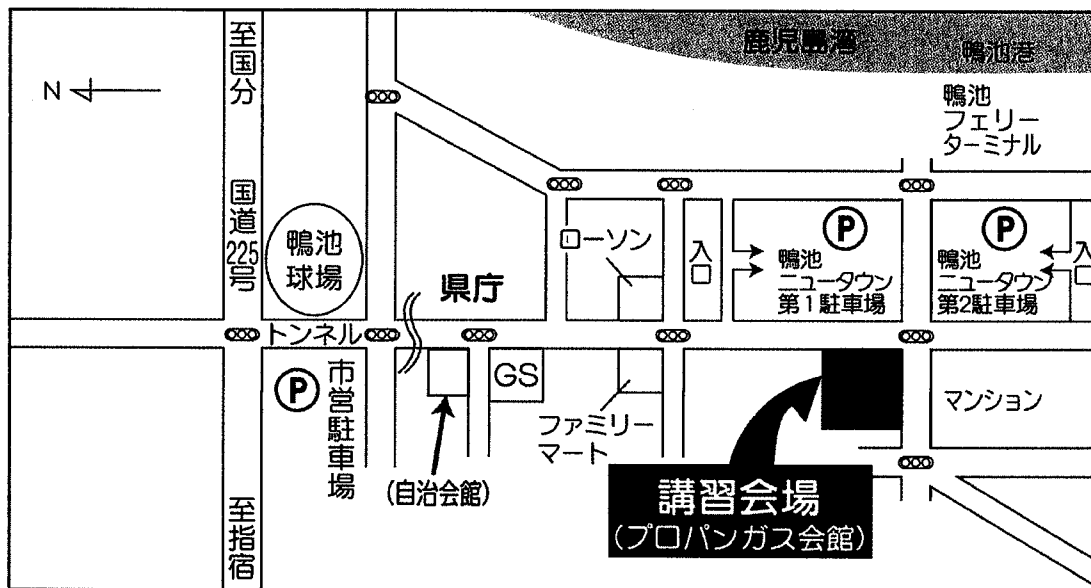 至国分
国道225号
至指宿
N
鴨池
球場
トンネル
P
市営駐車場
県庁
(自治会館)
GS
ローソン
ファミリー
マート
入口
鹿児島湾
鴨池港
鴨池
フェリー
ターミナル
P
鴨池
ニュータウン
第1駐車場
P
鴨池
ニュータウン
第2駐車場
入口
マンション
講習会場
(プロパンガス会館)